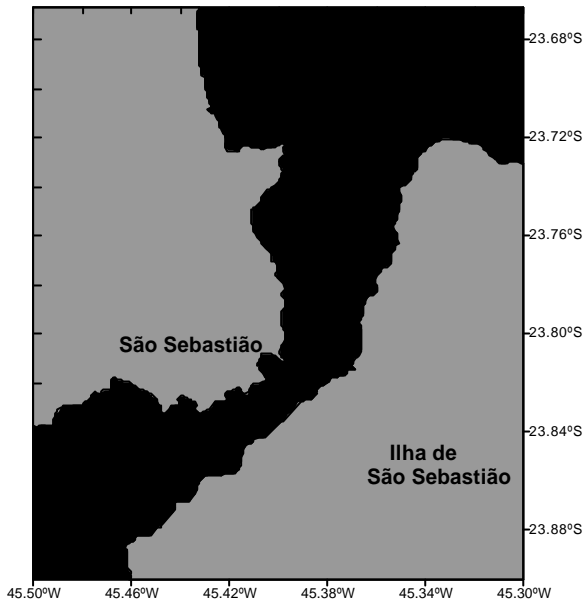 23.68ºS
23.72ºS
23.76ºS
23.80ºS
São Sebastião
23.84ºS
Ilha de
São Sebastião
23.88ºS
45.50ºW 45.46ºW 45.42ºW 45.38ºW 45.34ºW 45.30ºW